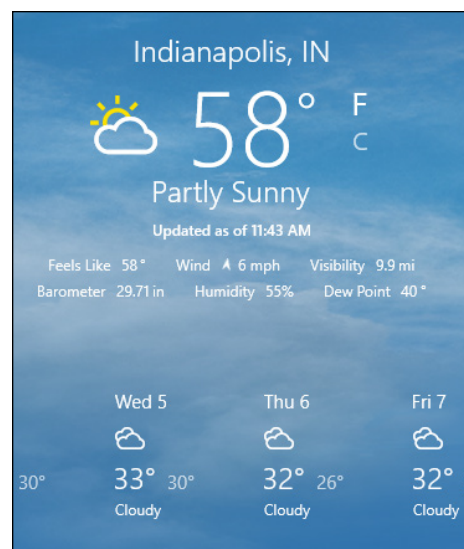 Indianapolis, IN
58° F
C
Partly Sunny
Updated as of 11:43 AM
Feels Like 58° Wind 6 mph Visibility 9.9 mi
Barometer 29.71 in Humidity 55% Dew Point 40°
Wed 5 Thu 6 Fri 7
30° 33° 30° 32° 26° 32°
Cloudy Cloudy Cloudy